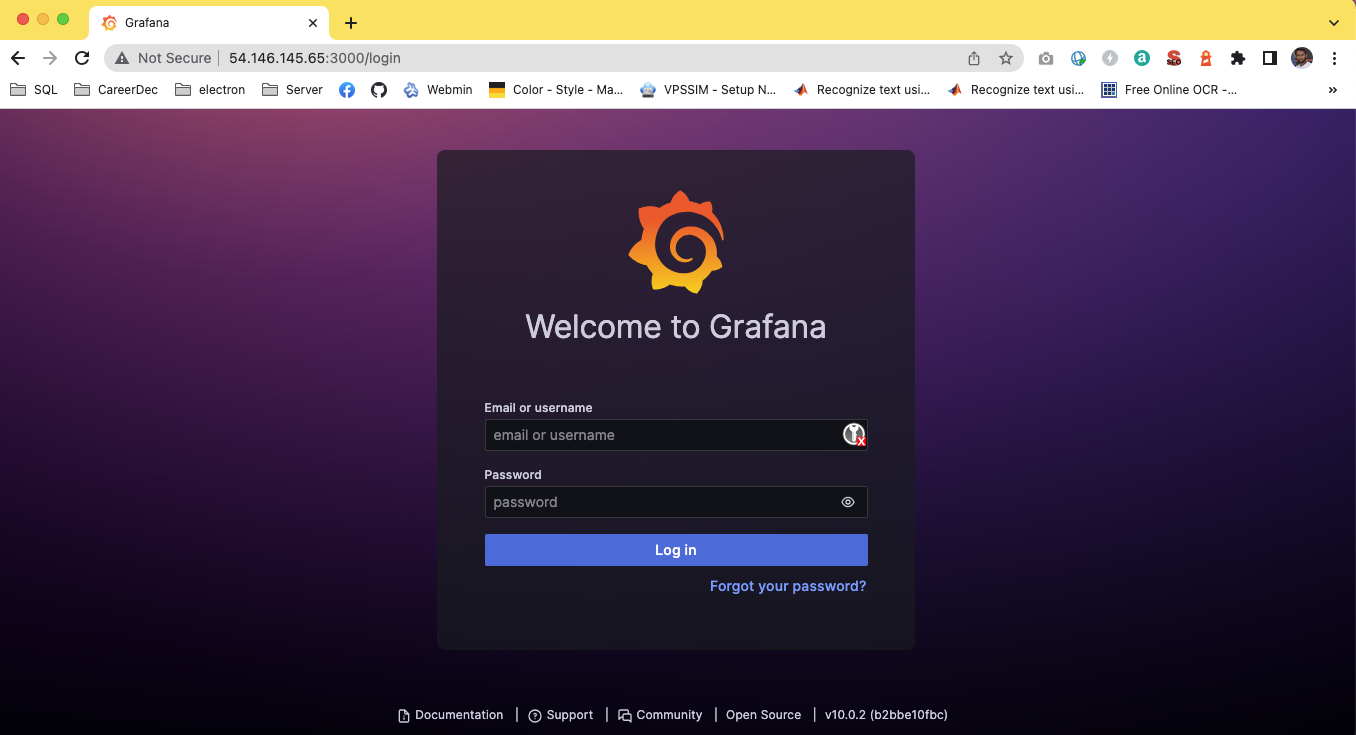 Grafana
Not Secure 54.146.145.65:3000/login
SQL CareerDec electron Server Webmin Color - Style - Ma... VPSSIM - Setup N... Recognize text usi... Recognize text usi... Free Online OCR -... »
Welcome to Grafana
Email or username
email or username
Password
password
Log in
Forgot your password?
Documentation | Support | Community | Open Source | v10.0.2 (b2bbe10fbc)